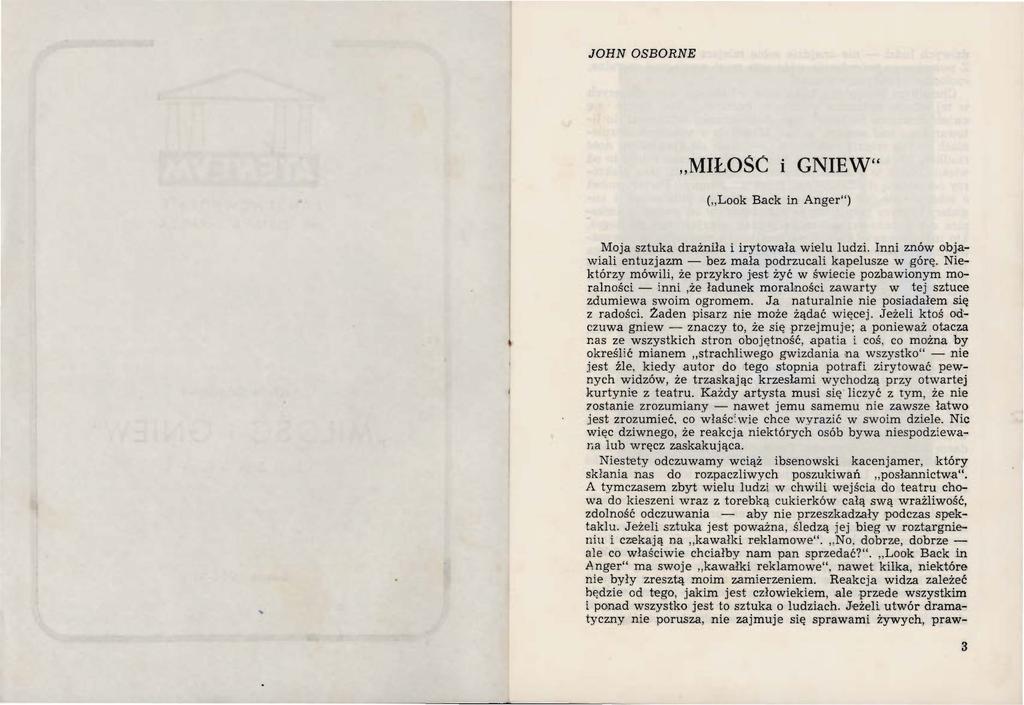 JOHN OSBORNE
„MIŁOŚĆ i GNIEW"
(„Look Back in Anger")
Moja sztuka drażniła i irytowała wielu ludzi. Inni znów obja-
wiali entuzjazm — bez mała podrzucali kapelusze w górę. Nie-
którzy mówili, że przykro jest żyć w świecie pozbawionym mo-
ralności — inni ,że ładunek moralności zawarty w tej sztuce
zdumiewa swoim ogromem. Ja naturalnie nie posiadałem się
z radości. Żaden pisarz nie może żądać więcej. Jeżeli ktoś od-
czuwa gniew — znaczy to, że się przejmuje; a ponieważ otacza
nas ze wszystkich stron obojętność, apatia i coś, co można by
określić mianem „strachliwego gwizdania na wszystko" — nie
jest źle, kiedy autor do tego stopnia potrafi zirytować pew-
nych widzów, że trzaskając krzesłami wychodzą przy otwartej
kurtynie z teatru. Każdy artysta musi się liczyć z tym, że nie
zostanie zrozumiany — nawet jemu samemu nie zawsze łatwo
jest zrozumieć, co właściwie chce wyrazić w swoim dziele. Nic
więc dziwnego, że reakcja niektórych osób bywa niespodziewa-
na lub wręcz zaskakująca.
Niestety odczuwamy wciąż ibsenowski kacenjamer, który
skłania nas do rozpaczliwych poszukiwań „posłannictwa".
A tymczasem zbyt wielu ludzi w chwili wejścia do teatru cho-
wa do kieszeni wraz z torebką cukierków całą swą wrażliwość,
zdolność odczuwania — aby nie przeszkadzały podczas spek-
taklu. Jeżeli sztuka jest poważna, śledzą jej bieg w roztargnie-
niu i czekają na „kawałki reklamowe". „No, dobrze, dobrze —
ale co właściwie chciałby nam pan sprzedać?". „Look Back in
Anger" ma swoje „kawałki reklamowe", nawet kilka, niektóre
nie były zresztą moim zamierzeniem. Reakcja widza zależeć
będzie od tego, jakim jest człowiekiem, ale przede wszystkim
i ponad wszystko jest to sztuka o ludziach. Jeżeli utwór drama-
tyczny nie porusza, nie zajmuje się sprawami żywych, praw-
3